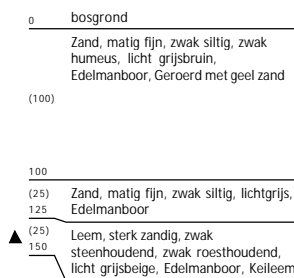 0 bosgrond
Zand, matig fijn, zwak siltig, zwak
humeus, licht grijsbruin,
Edelmanboor, Geroerd met geel zand
(100)
100
(25) Zand, matig fijn, zwak siltig, lichtgrijs,
125 Edelmanboor
(25) Leem, sterk zandig, zwak
150 steenhoudend, zwak roesthoudend,
licht grijsbeige, Edelmanboor, Keileem